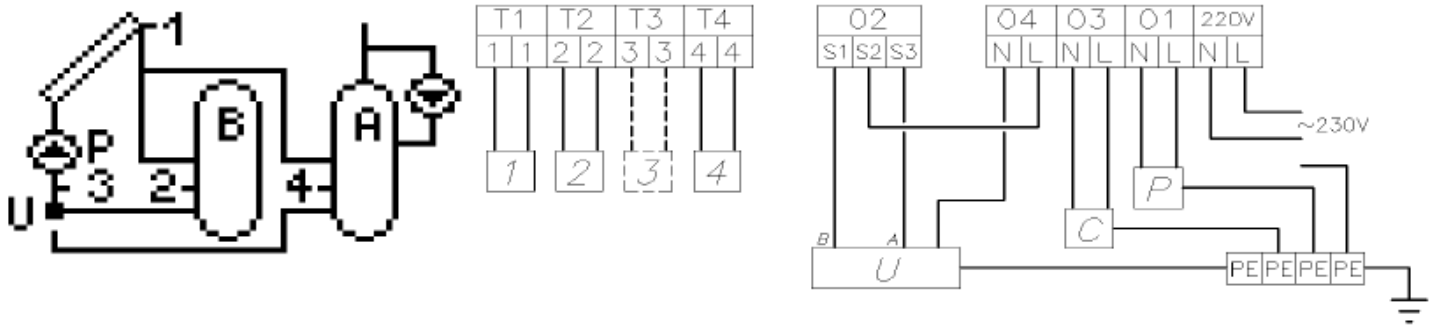 1
B
A
P
3
2
4
U
T1 T2 T3 T4
1 1 2 2 3 3 4 4
1 2 3 4
O2 O4 O3 O1 220V
S1 S2 S3 N L N L N L N L
~230V
P
C
B A
U
PE PE PE PE